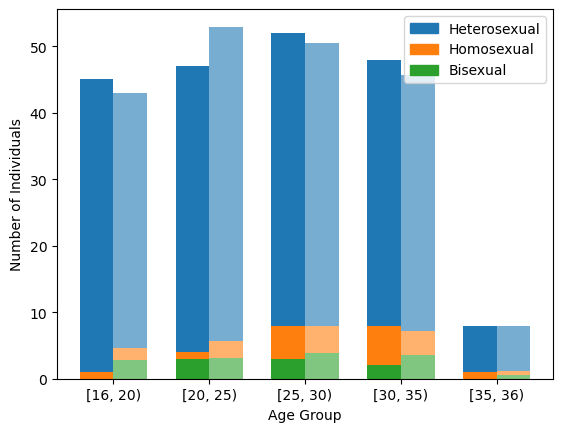 Heterosexual
Homosexual
Bisexual
50
40
30
20
10
0
Number of Individuals
[16, 20)
[20, 25)
[25, 30)
[30, 35)
[35, 36)
Age Group